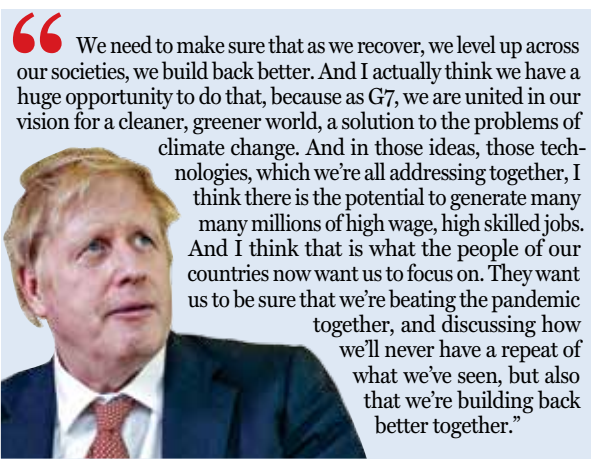 “ We need to make sure that as we recover, we level up across
our societies, we build back better. And I actually think we have a
huge opportunity to do that, because as G7, we are united in our
vision for a cleaner, greener world, a solution to the problems of
climate change. And in those ideas, those tech-
nologies, which we’re all addressing together, I
think there is the potential to generate many
many millions of high wage, high skilled jobs.
And I think that is what the people of our
countries now want us to focus on. They want
us to be sure that we’re beating the pandemic
together, and discussing how
we’ll never have a repeat of
what we’ve seen, but also
that we’re building back
better together.”